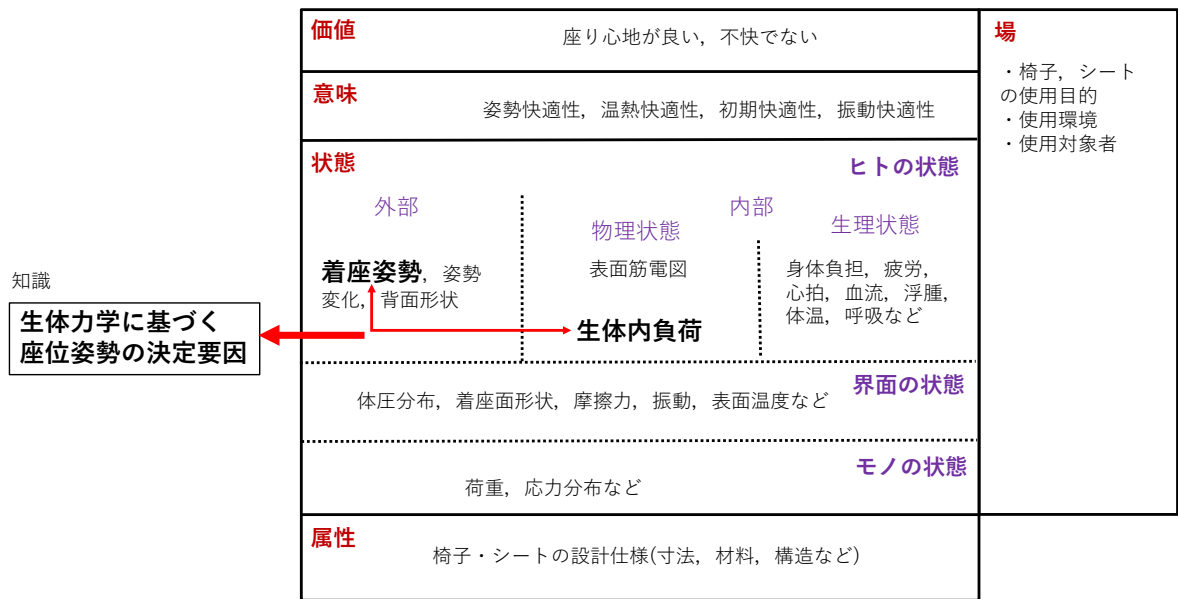 価値
座り心地が良い，不快でない
意味
姿勢快適性，温熱快適性，初期快適性，振動快適性
状態
ヒトの状態
外部
内部
物理状態
生理状態
着座姿勢，姿勢
変化，背面形状
表面筋電図
生体内負荷
身体負担，疲労，
心拍，血流，浮腫，
体温，呼吸など
界面の状態
体圧分布，着座面形状，摩擦力，振動，表面温度など
モノの状態
荷重，応力分布など
属性
椅子・シートの設計仕様(寸法，材料，構造など)
場
・椅子，シート
の使用目的
・使用環境
・使用対象者
知識
生体力学に基づく
座位姿勢の決定要因